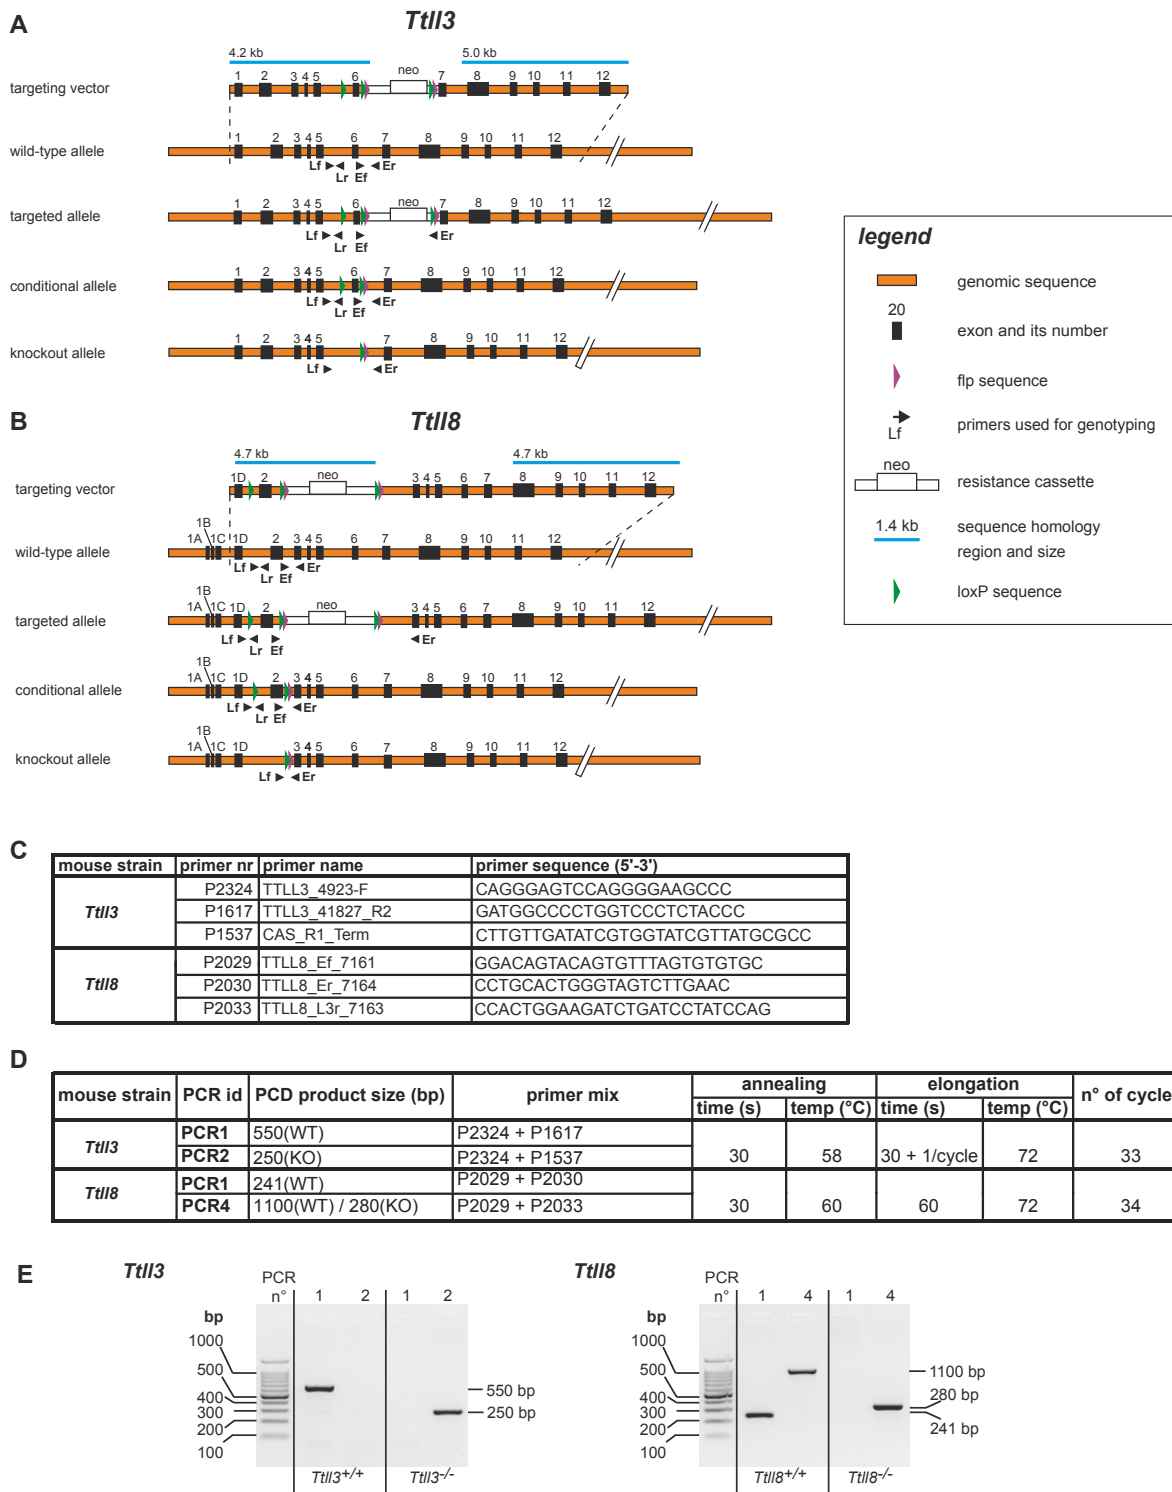 A
Ttll3
4.2 kb
5.0 kb
neo
1 2 3 4 5 6 7 8 9 10 11 12
targeting vector
1 2 3 4 5 6 7 8 9 10 11 12
wild-type allele
Lf Er
Lr Ef
neo
1 2 3 4 5 6 7 8 9 10 11 12
targeted allele
Lf Er
Lr Ef
1 2 3 4 5 6 7 8 9 10 11 12
conditional allele
Lf Er
Lr Ef
1 2 3 4 5 7 8 9 10 11 12
knockout allele
Lf Er
legend
genomic sequence
20
exon and its number
flp sequence
primers used for genotyping
Lf
neo
resistance cassette
1.4 kb
sequence homology
region and size
loxP sequence
B
Ttll8
4.7 kb
4.7 kb
1D 2 neo 3 4 5 6 7 8 9 10 11 12
targeting vector
1B
1A 1C 1D 2 3 4 5 6 7 8 9 10 11 12
wild-type allele
Lf Er
Lr Ef
1B
1A 1C 1D 2 neo 3 4 5 6 7 8 9 10 11 12
targeted allele
Lf Er
Lr Ef
1B
1A 1C 1D 2 3 4 5 6 7 8 9 10 11 12
conditional allele
Lf Er
Lr Ef
1B
1A 1C 1D 3 4 5 6 7 8 9 10 11 12
knockout allele
Lf Er
C
mouse strain primer nr primer name primer sequence (5'-3')
Ttll3
P2324 TTLL3_4923-F CAGGGAGTCCAGGGGAAGCCC
P1617 TTLL3_41827_R2 GATGGCCCCTGGTCCCTCTACCC
P1537 CAS_R1_Term CTTGTTGATATCGTGGTATCGTTATGCGCC
Ttll8
P2029 TTLL8_Ef_7161 GGACAGTACAGTGTTTAGTGTGTGC
P2030 TTLL8_Er_7164 CCTGCACTGGGTAGTCTTGAAC
P2033 TTLL8_L3r_7163 CCACTGGAAGATCTGATCCTATCCAG
D
mouse strain PCR id PCD product size (bp) primer mix annealing elongation n° of cycle
time (s) temp (°C) time (s) temp (°C)
Ttll3
PCR1 550(WT) P2324 + P1617
PCR2 250(KO) P2324 + P1537 30 58 30 + 1/cycle 72 33
Ttll8
PCR1 241(WT) P2029 + P2030
PCR4 1100(WT) / 280(KO) P2029 + P2033 30 60 60 72 34
E
Ttll3
PCR
n° 1 2 1 2
bp
1000
500
400
300
200
100
550 bp
250 bp
Ttll3+/+ Ttll3-/-
Ttll8
PCR
n° 1 4 1 4
bp
1000
500
400
300
200
100
1100 bp
280 bp
241 bp
Ttll8+/+ Ttll8-/-